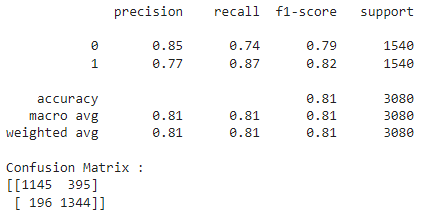 precision recall f1-score support
0 0.85 0.74 0.79 1540
1 0.77 0.87 0.82 1540
accuracy 0.81 3080
macro avg 0.81 0.81 0.81 3080
weighted avg 0.81 0.81 0.81 3080
Confusion Matrix :
[[1145 395]
[ 196 1344]]